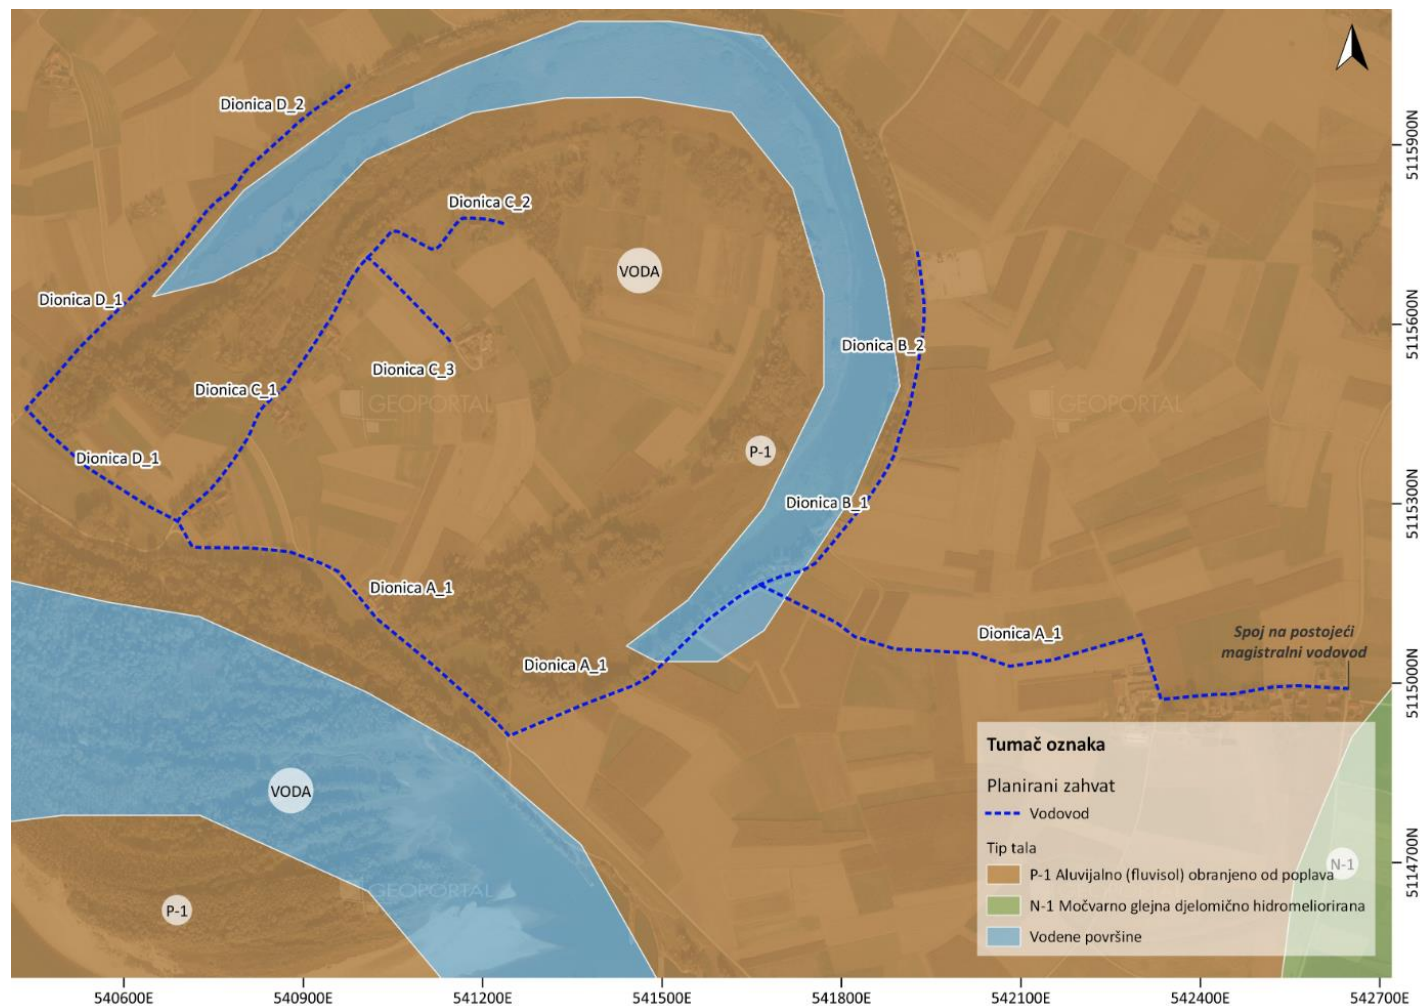 Dionica D_2
5115900N
Dionica C_2
VODA
Dionica D_1
5115600N
Dionica B_2
Dionica C_3
Dionica C_1
GEOPORTAL
GEOPORTAL
P-1
Dionica D_1
Dionica B_1
5115300N
Dionica A_1
Dionica A_1
Spoj na postojeći
magistralni vodovod
Dionica A_1
5115000N
Tumač oznaka
Planirani zahvat
Vodovod
Tip tala
P-1 Aluvijalno (fluvisol) obranjeno od poplava
N-1 Močvarno glejna djelomično hidromeliorirana
Vodene površine
VODA
N-1
5114700N
GEOPORTAL
P-1
540600E
540900E
541200E
541500E
541800E
542100E
542400E
542700E